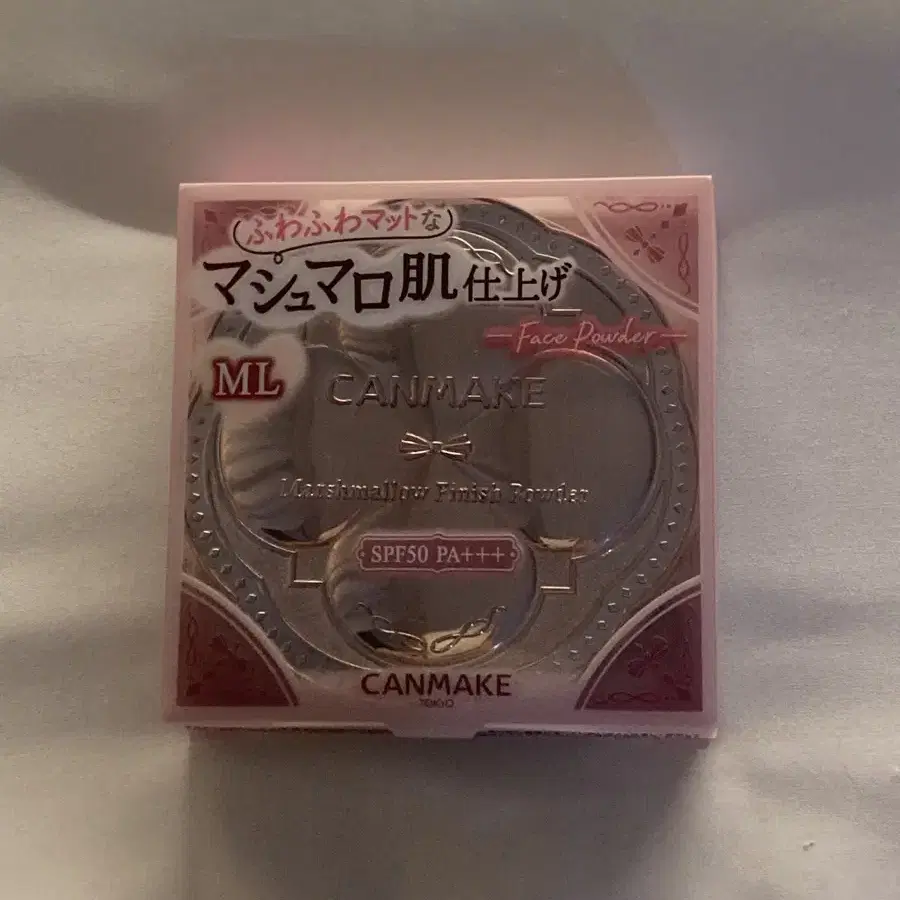 ふわふわマットな
マシュマロ肌仕上げ
Face Powder
ML
CANMAKE
Marshmallow Finish Powder
SPF50 PA+++
CANMAKE
TOKYO